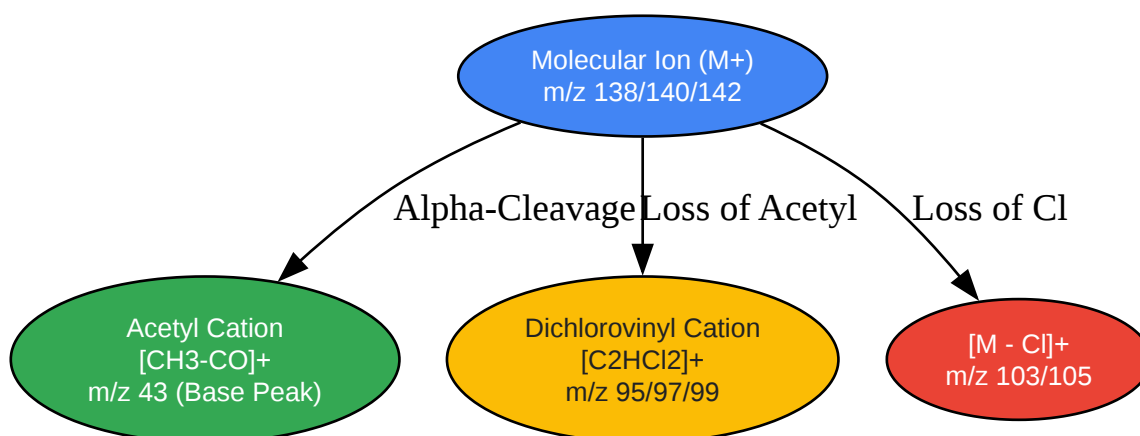 Molecular Ion (M+)
m/z 138/140/142
Alpha-Cleavage
Loss of Acetyl
Loss of Cl
Acetyl Cation
[CH3-CO]+
m/z 43 (Base Peak)
Dichlorovinyl Cation
[C2HCl2]+
m/z 95/97/99
[M - Cl]+
m/z 103/105